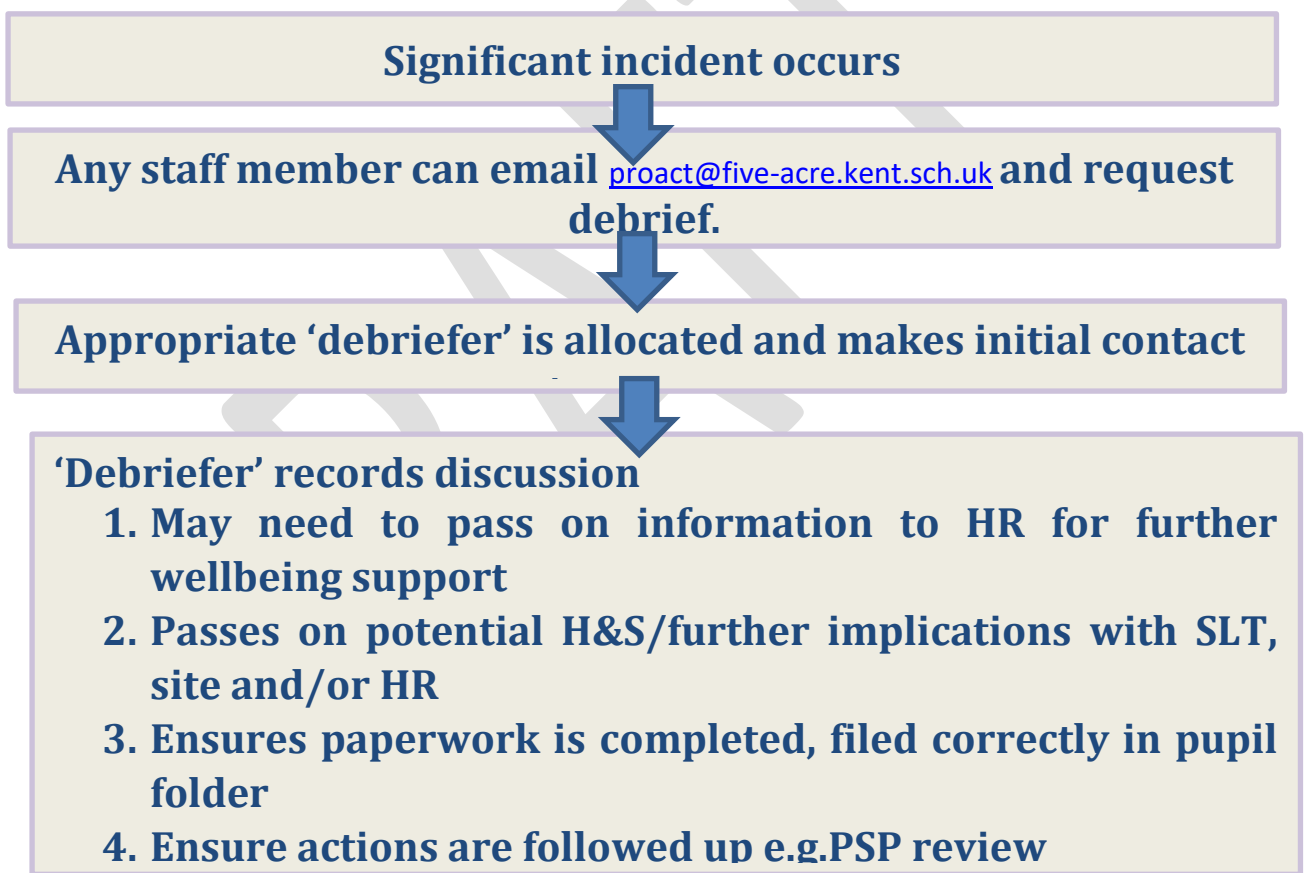 Significant incident occurs
Any staff member can email proact@five-acre.kent.sch.uk and request
debrief.
Appropriate ‘debriefer’ is allocated and makes initial contact
‘Debriefer’ records discussion
1. May need to pass on information to HR for further
wellbeing support
2. Passes on potential H&S/further implications with SLT,
site and/or HR
3. Ensures paperwork is completed, filed correctly in pupil
folder
4. Ensure actions are followed up e.g.PSP review